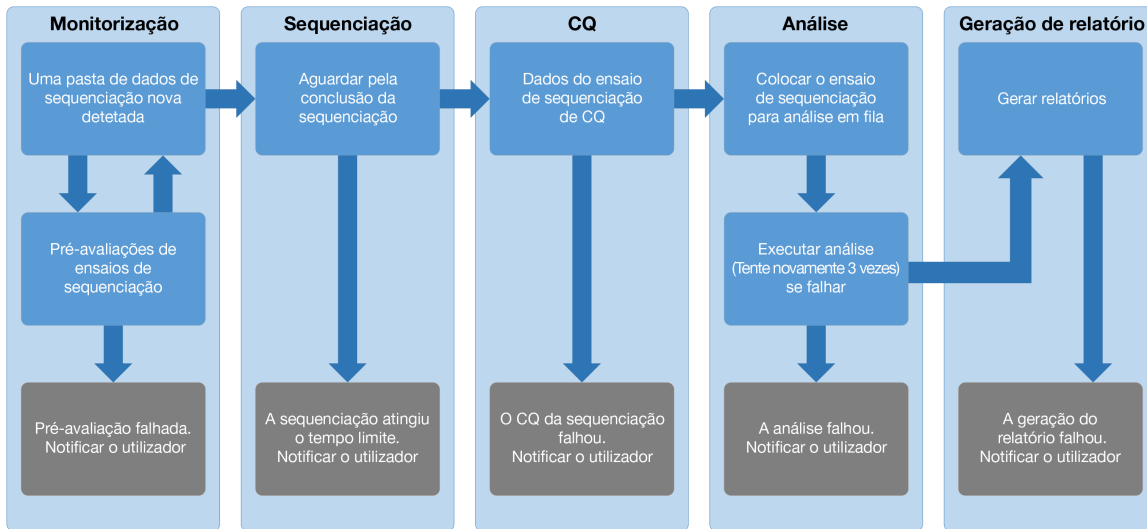 Monitorização
Uma pasta de dados de
sequenciação nova
detetada
Pré-avaliações de
ensaios de
sequenciação
Pré-avaliação falhada.
Notificar o utilizador
Sequenciação
Aguardar pela
conclusão da
sequenciação
A sequenciação atingiu
o tempo limite.
Notificar o utilizador
CQ
Dados do ensaio
de sequenciação
de CQ
O CQ da sequenciação
falhou.
Notificar o utilizador
Análise
Colocar o ensaio
de sequenciação
para análise em fila
Executar análise
(Tente novamente 3 vezes)
se falhar
A análise falhou.
Notificar o utilizador
Geração de relatório
Gerar relatórios
A geração do
relatório falhou.
Notificar o utilizador